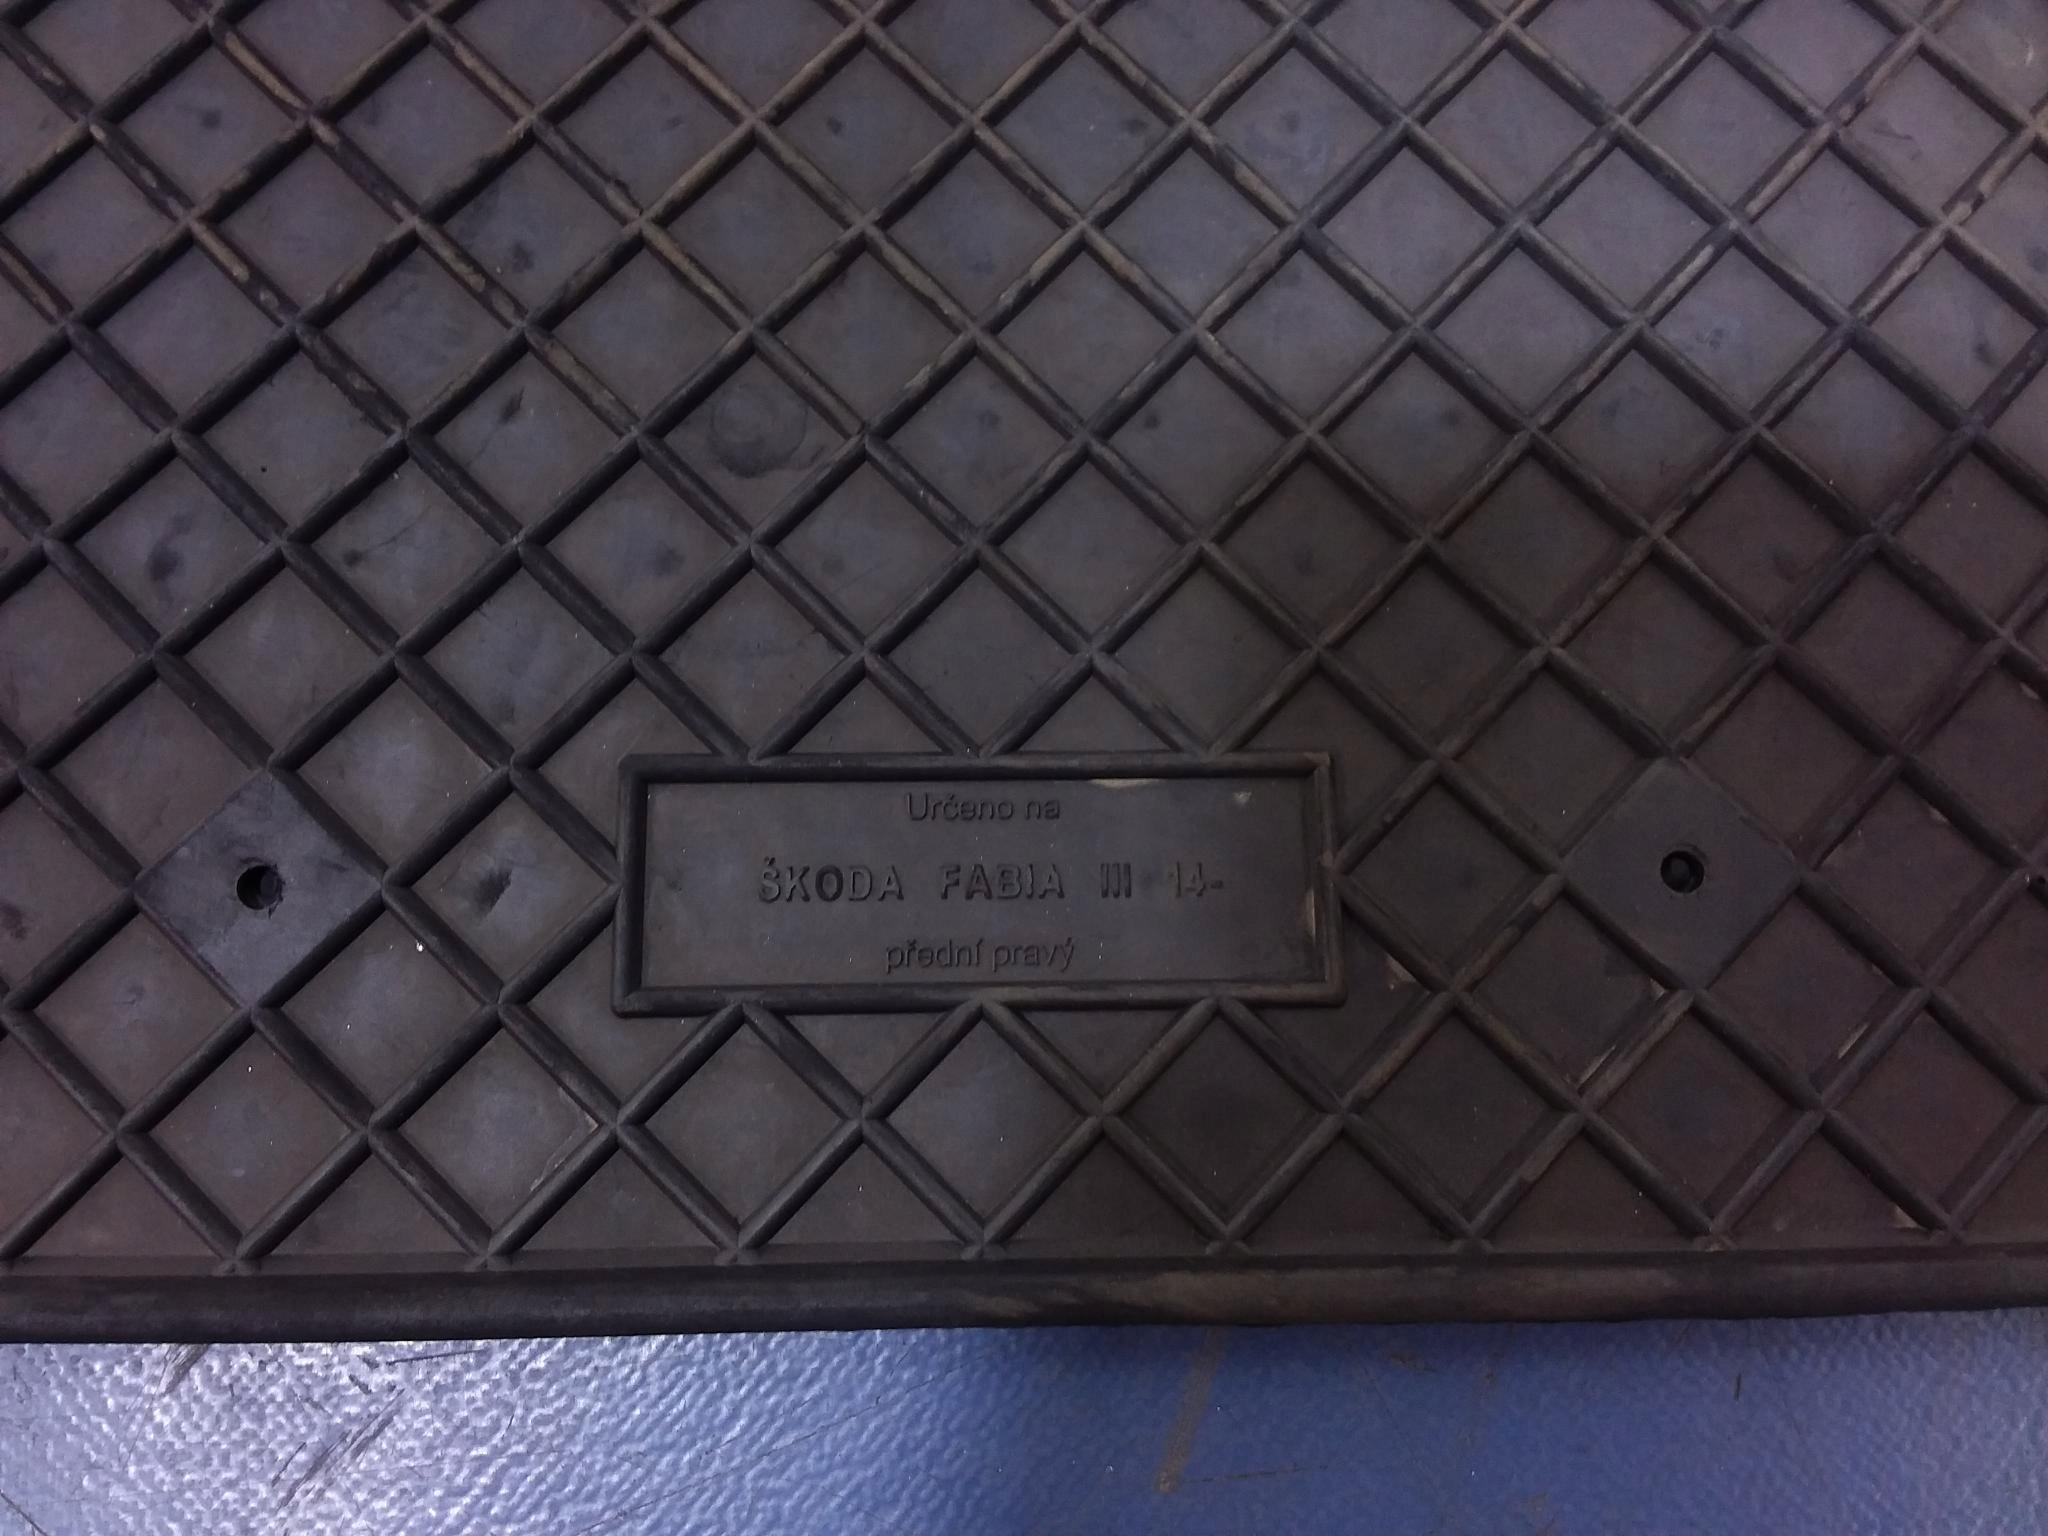 Určeno na
ŠKODA FABIA III 14-
přední pravý